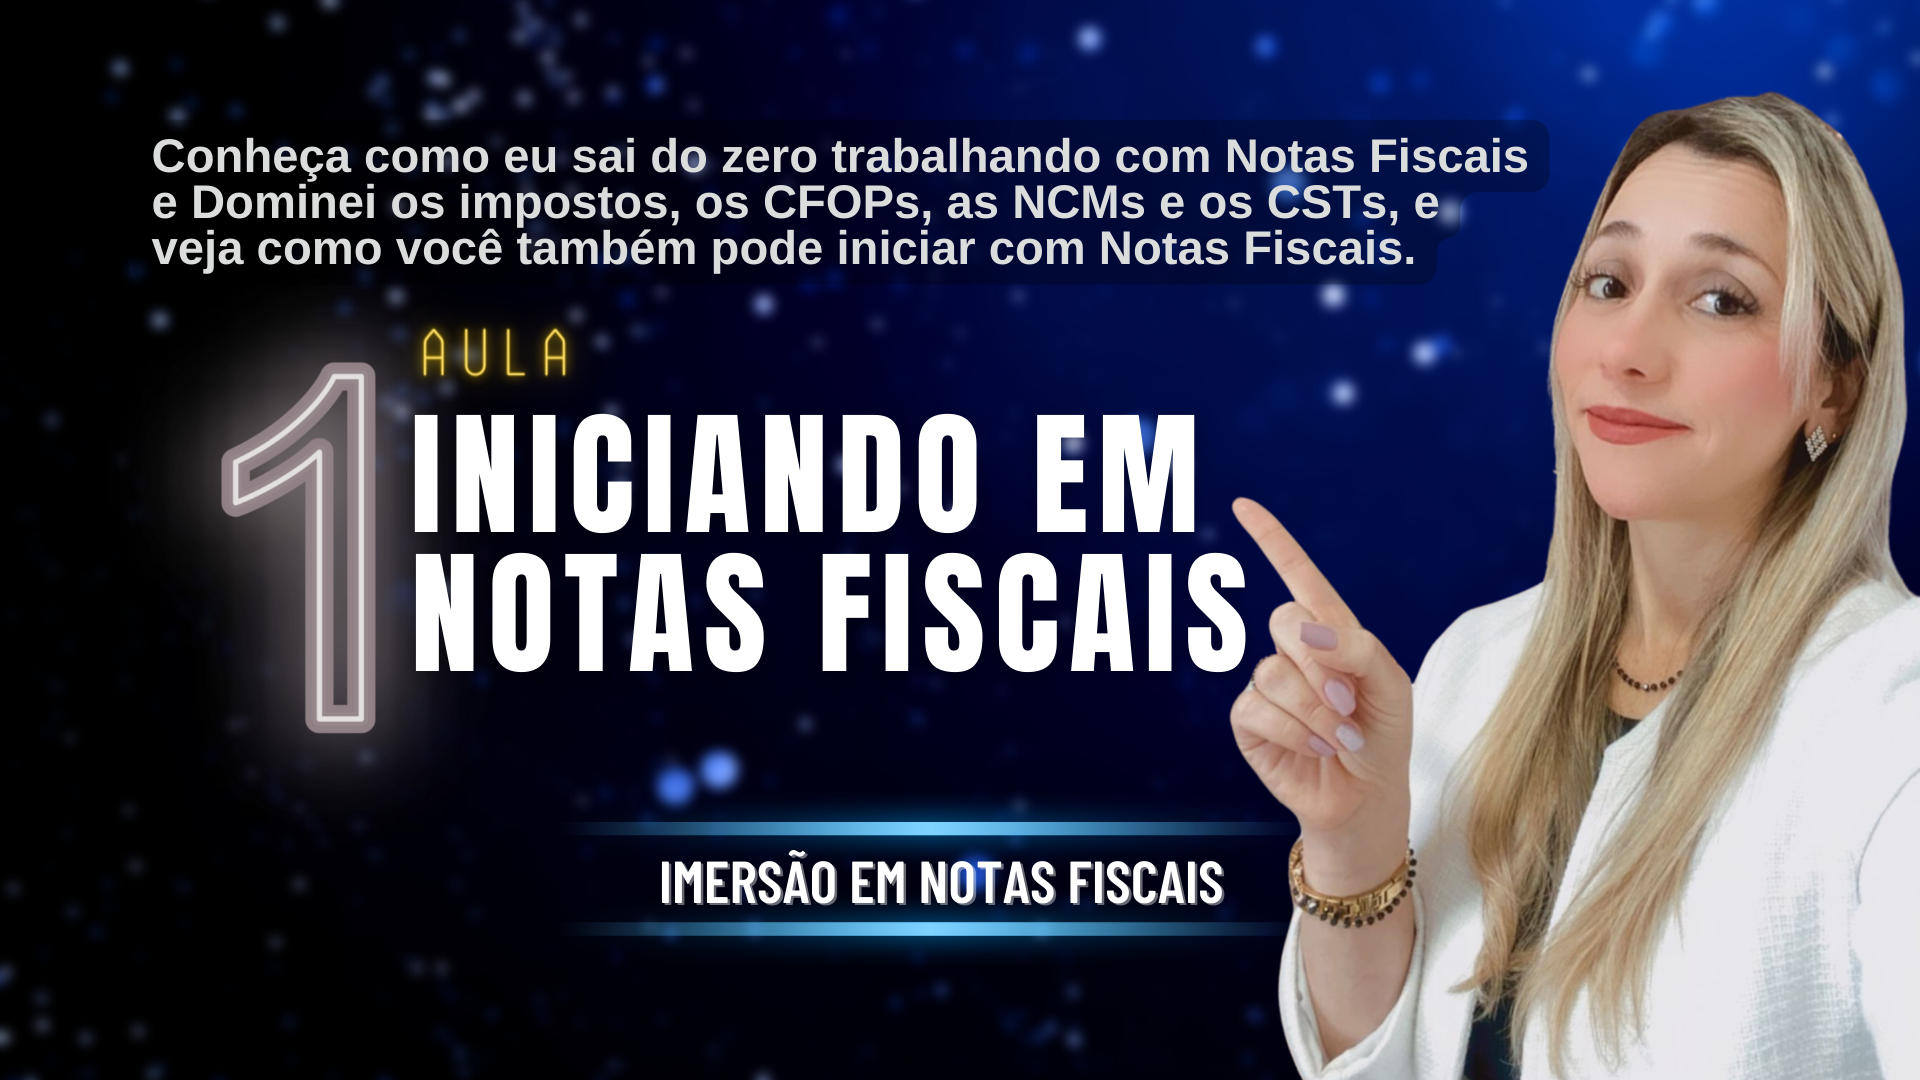 Conheça como eu sai do zero trabalhando com Notas Fiscais
e Dominei os impostos, os CFOPs, as NCMs e os CSTs, e
veja como você também pode iniciar com Notas Fiscais.
AULA
1
INICIANDO EM
NOTAS FISCAIS
IMERSÃO EM NOTAS FISCAIS